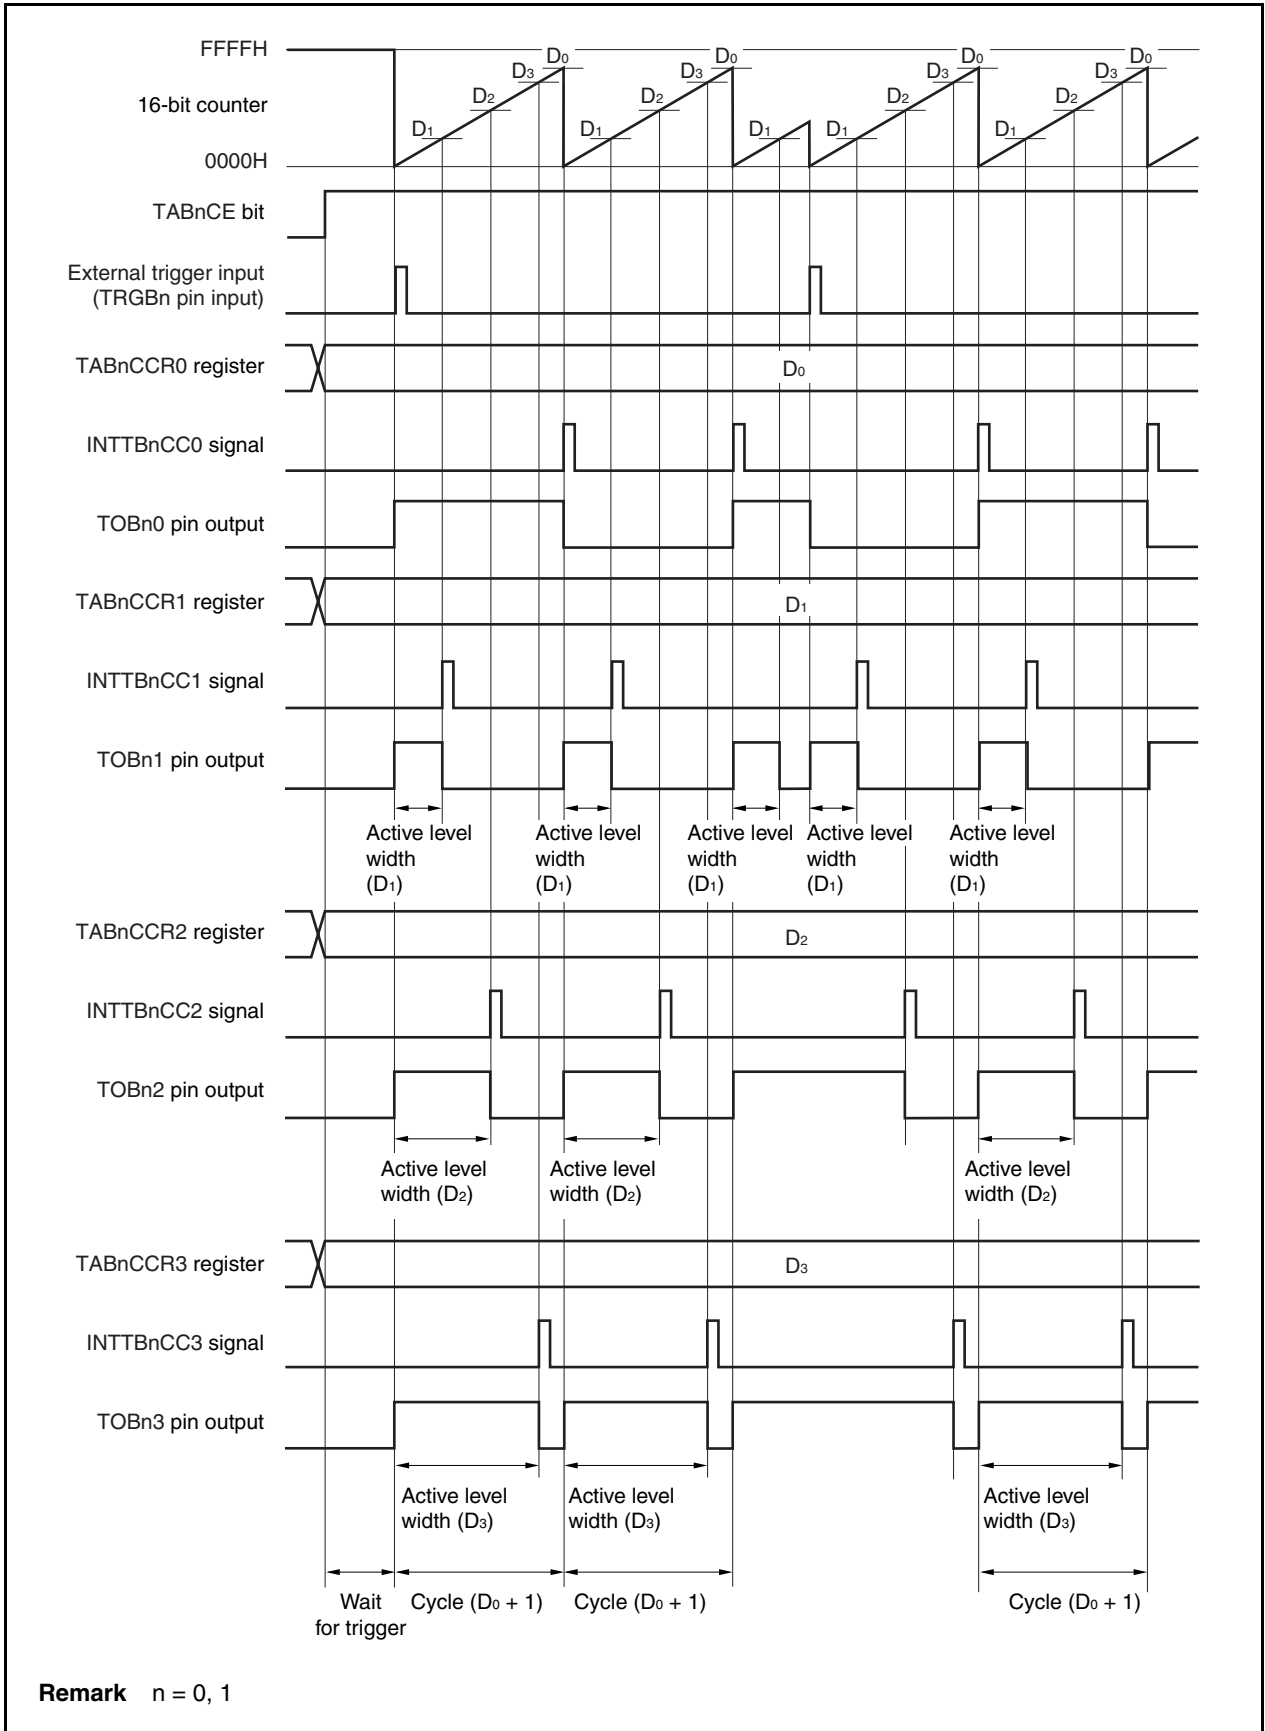 FFFFH
16-bit counter
0000H
D0 D0 D0 D0
D3 D3 D3 D3
D2 D2 D2 D2
D1 D1 D1 D1 D1
TABnCE bit
External trigger input
(TRGBn pin input)
TABnCCR0 register
D0
INTTBnCC0 signal
TOBn0 pin output
TABnCCR1 register
D1
INTTBnCC1 signal
TOBn1 pin output
Active level Active level Active level Active level Active level
width width width width width
(D1) (D1) (D1) (D1) (D1)
TABnCCR2 register
D2
INTTBnCC2 signal
TOBn2 pin output
Active level Active level Active level
width (D2) width (D2) width (D2)
TABnCCR3 register
D3
INTTBnCC3 signal
TOBn3 pin output
Active level Active level Active level
width (D3) width (D3) width (D3)
Wait Cycle (D0 + 1) Cycle (D0 + 1) Cycle (D0 + 1)
for trigger
Remark n = 0, 1